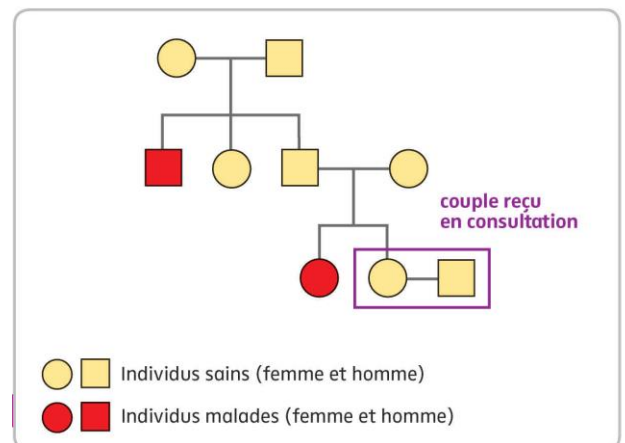 couple reçu
en consultation
Individus sains (femme et homme)
Individus malades (femme et homme)